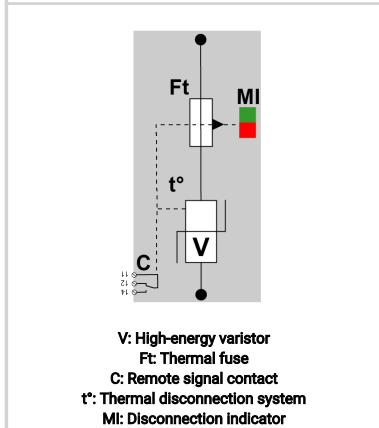 Ft
MI
t°
V
C
11
12
14
V: High-energy varistor
Ft: Thermal fuse
C: Remote signal contact
t°: Thermal disconnection system
MI: Disconnection indicator